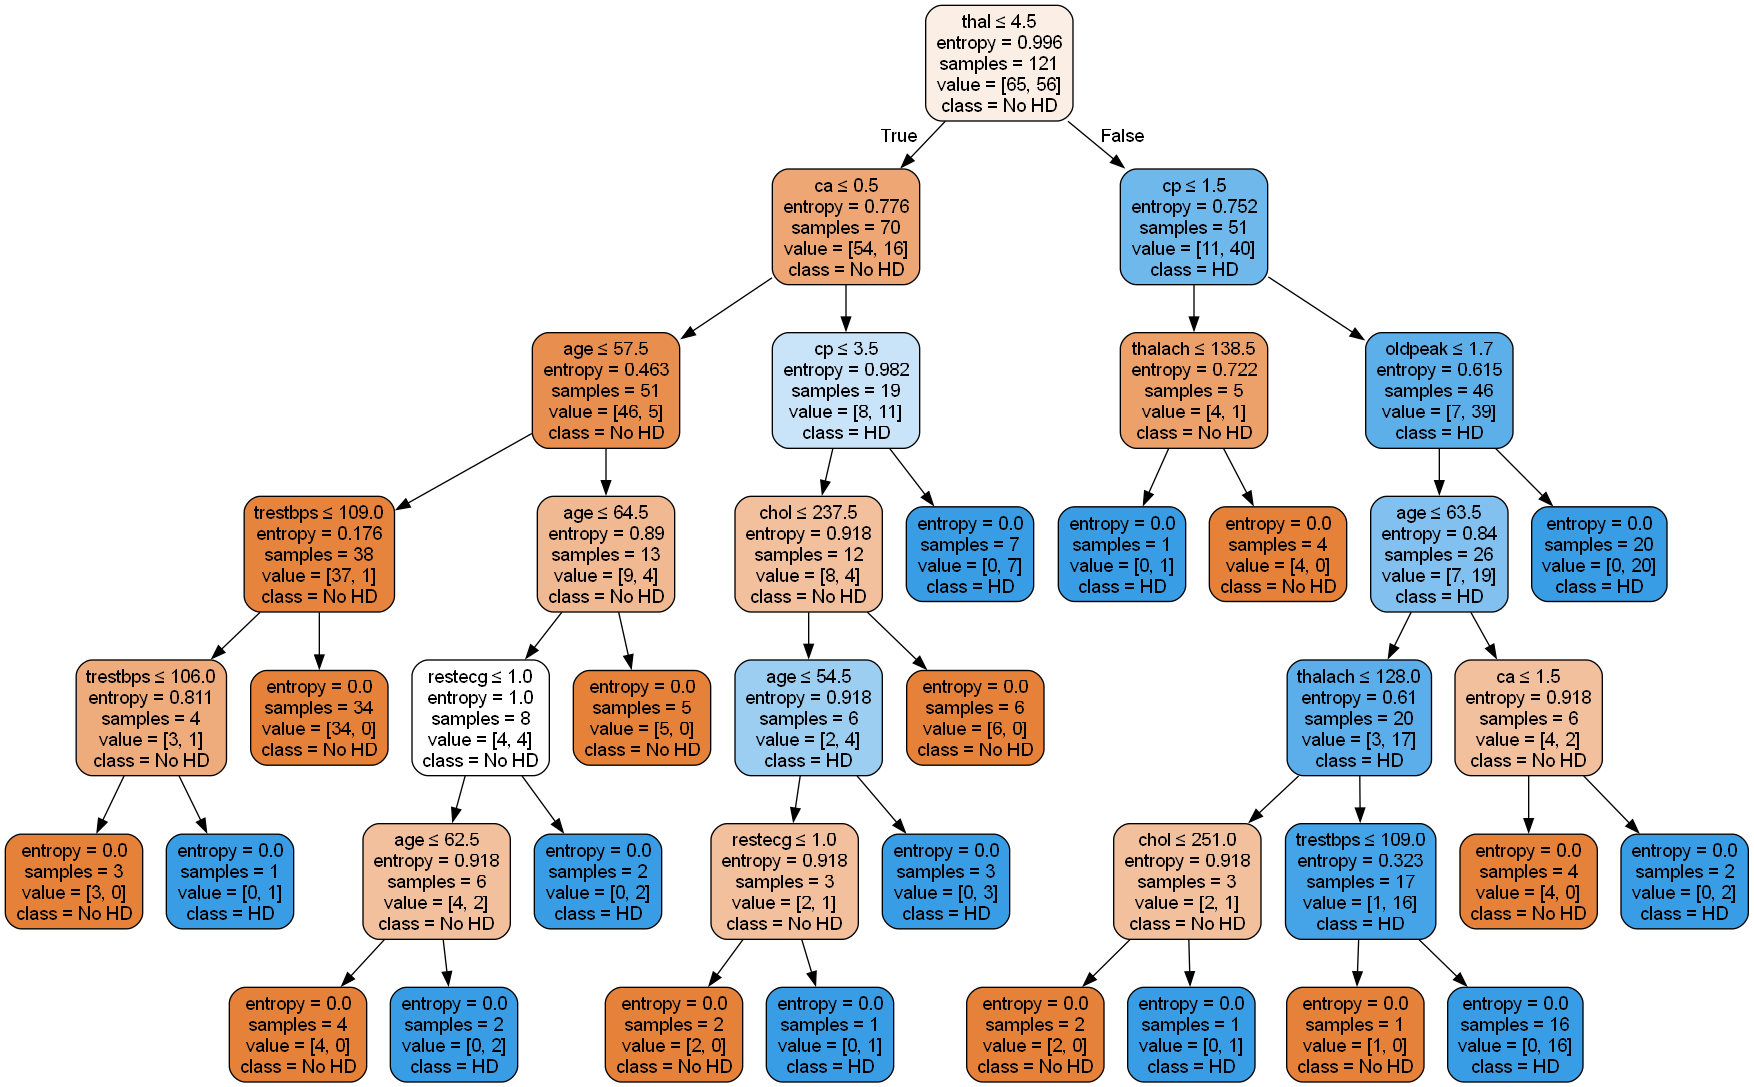 thal ≤ 4.5
entropy = 0.996
samples = 121
value = [65, 56]
class = No HD
True
False
ca ≤ 0.5
entropy = 0.776
samples = 70
value = [54, 16]
class = No HD
cp ≤ 1.5
entropy = 0.752
samples = 51
value = [11, 40]
class = HD
age ≤ 57.5
entropy = 0.463
samples = 51
value = [46, 5]
class = No HD
cp ≤ 3.5
entropy = 0.982
samples = 19
value = [8, 11]
class = HD
thalach ≤ 138.5
entropy = 0.722
samples = 5
value = [4, 1]
class = No HD
oldpeak ≤ 1.7
entropy = 0.615
samples = 46
value = [7, 39]
class = HD
trestbps ≤ 109.0
entropy = 0.176
samples = 38
value = [37, 1]
class = No HD
age ≤ 64.5
entropy = 0.89
samples = 13
value = [9, 4]
class = No HD
chol ≤ 237.5
entropy = 0.918
samples = 12
value = [8, 4]
class = No HD
entropy = 0.0
samples = 7
value = [0, 7]
class = HD
entropy = 0.0
samples = 1
value = [0, 1]
class = HD
entropy = 0.0
samples = 4
value = [4, 0]
class = No HD
age ≤ 63.5
entropy = 0.84
samples = 26
value = [7, 19]
class = HD
entropy = 0.0
samples = 20
value = [0, 20]
class = HD
trestbps ≤ 106.0
entropy = 0.811
samples = 4
value = [3, 1]
class = No HD
entropy = 0.0
samples = 34
value = [34, 0]
class = No HD
restecg ≤ 1.0
entropy = 1.0
samples = 8
value = [4, 4]
class = No HD
entropy = 0.0
samples = 5
value = [5, 0]
class = No HD
age ≤ 54.5
entropy = 0.918
samples = 6
value = [2, 4]
class = HD
entropy = 0.0
samples = 6
value = [6, 0]
class = No HD
thalach ≤ 128.0
entropy = 0.61
samples = 20
value = [3, 17]
class = HD
ca ≤ 1.5
entropy = 0.918
samples = 6
value = [4, 2]
class = No HD
entropy = 0.0
samples = 3
value = [3, 0]
class = No HD
entropy = 0.0
samples = 1
value = [0, 1]
class = HD
age ≤ 62.5
entropy = 0.918
samples = 6
value = [4, 2]
class = No HD
entropy = 0.0
samples = 2
value = [0, 2]
class = HD
restecg ≤ 1.0
entropy = 0.918
samples = 3
value = [2, 1]
class = No HD
entropy = 0.0
samples = 3
value = [0, 3]
class = HD
chol ≤ 251.0
entropy = 0.918
samples = 3
value = [2, 1]
class = No HD
trestbps ≤ 109.0
entropy = 0.323
samples = 17
value = [1, 16]
class = HD
entropy = 0.0
samples = 4
value = [4, 0]
class = No HD
entropy = 0.0
samples = 2
value = [0, 2]
class = HD
entropy = 0.0
samples = 4
value = [4, 0]
class = No HD
entropy = 0.0
samples = 2
value = [0, 2]
class = HD
entropy = 0.0
samples = 2
value = [2, 0]
class = No HD
entropy = 0.0
samples = 1
value = [0, 1]
class = HD
entropy = 0.0
samples = 2
value = [2, 0]
class = No HD
entropy = 0.0
samples = 1
value = [0, 1]
class = HD
entropy = 0.0
samples = 1
value = [1, 0]
class = No HD
entropy = 0.0
samples = 16
value = [0, 16]
class = HD